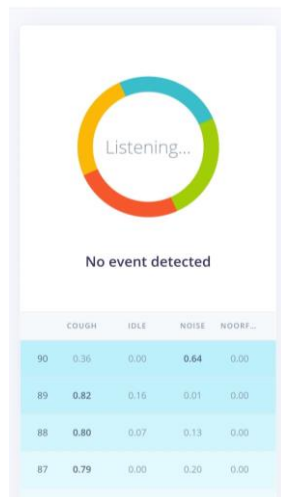 Listening...
No event detected
COUGH IDLE NOISE NOORF...
90 0.36 0.00 0.64 0.00
89 0.82 0.16 0.01 0.00
88 0.80 0.07 0.13 0.00
87 0.79 0.00 0.20 0.00